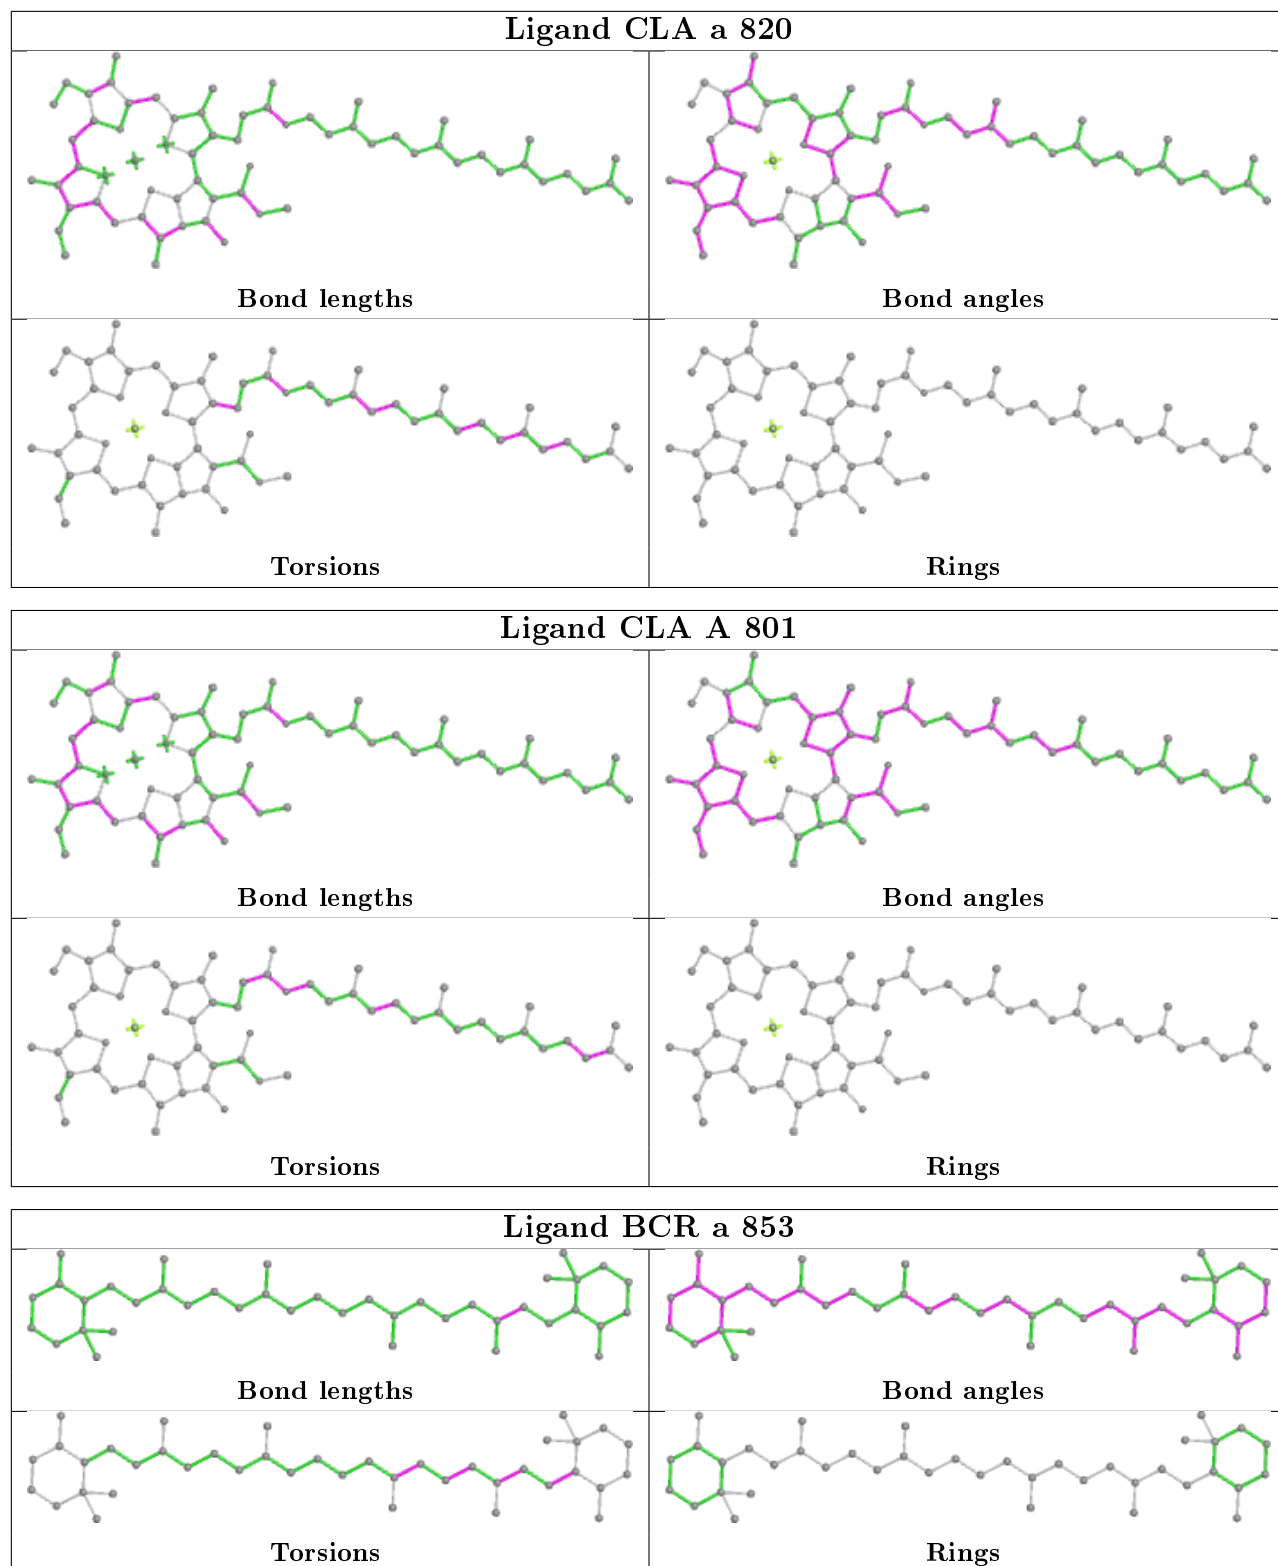 Ligand CLA a 820
Bond lengths
Bond angles
Torsions
Rings
Ligand CLA A 801
Bond lengths
Bond angles
Torsions
Rings
Ligand BCR a 853
Bond lengths
Bond angles
Torsions
Rings